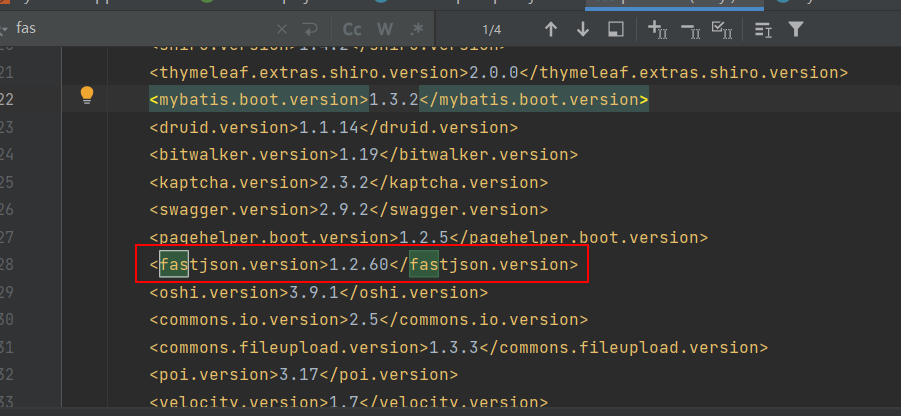 fas
Cc W .*
1/4
20 <shiro.version>1.4.2</shiro.version>
21 <thymeleaf.extras.shiro.version>2.0.0</thymeleaf.extras.shiro.version>
22 <mybatis.boot.version>1.3.2</mybatis.boot.version>
23 <druid.version>1.1.14</druid.version>
24 <bitwalker.version>1.19</bitwalker.version>
25 <kaptcha.version>2.3.2</kaptcha.version>
26 <swagger.version>2.9.2</swagger.version>
27 <pagehelper.boot.version>1.2.5</pagehelper.boot.version>
28 <fastjson.version>1.2.60</fastjson.version>
29 <oshi.version>3.9.1</oshi.version>
30 <commons.io.version>2.5</commons.io.version>
31 <commons.fileupload.version>1.3.3</commons.fileupload.version>
32 <poi.version>3.17</poi.version>
33 <velocity.version>1.7</velocity.version>